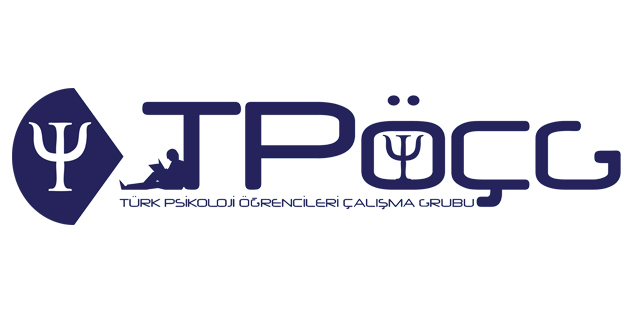 Ψ TPÖÇG
TÜRK PSİKOLOJİ ÖĞRENCİLERİ ÇALIŞMA GRUBU